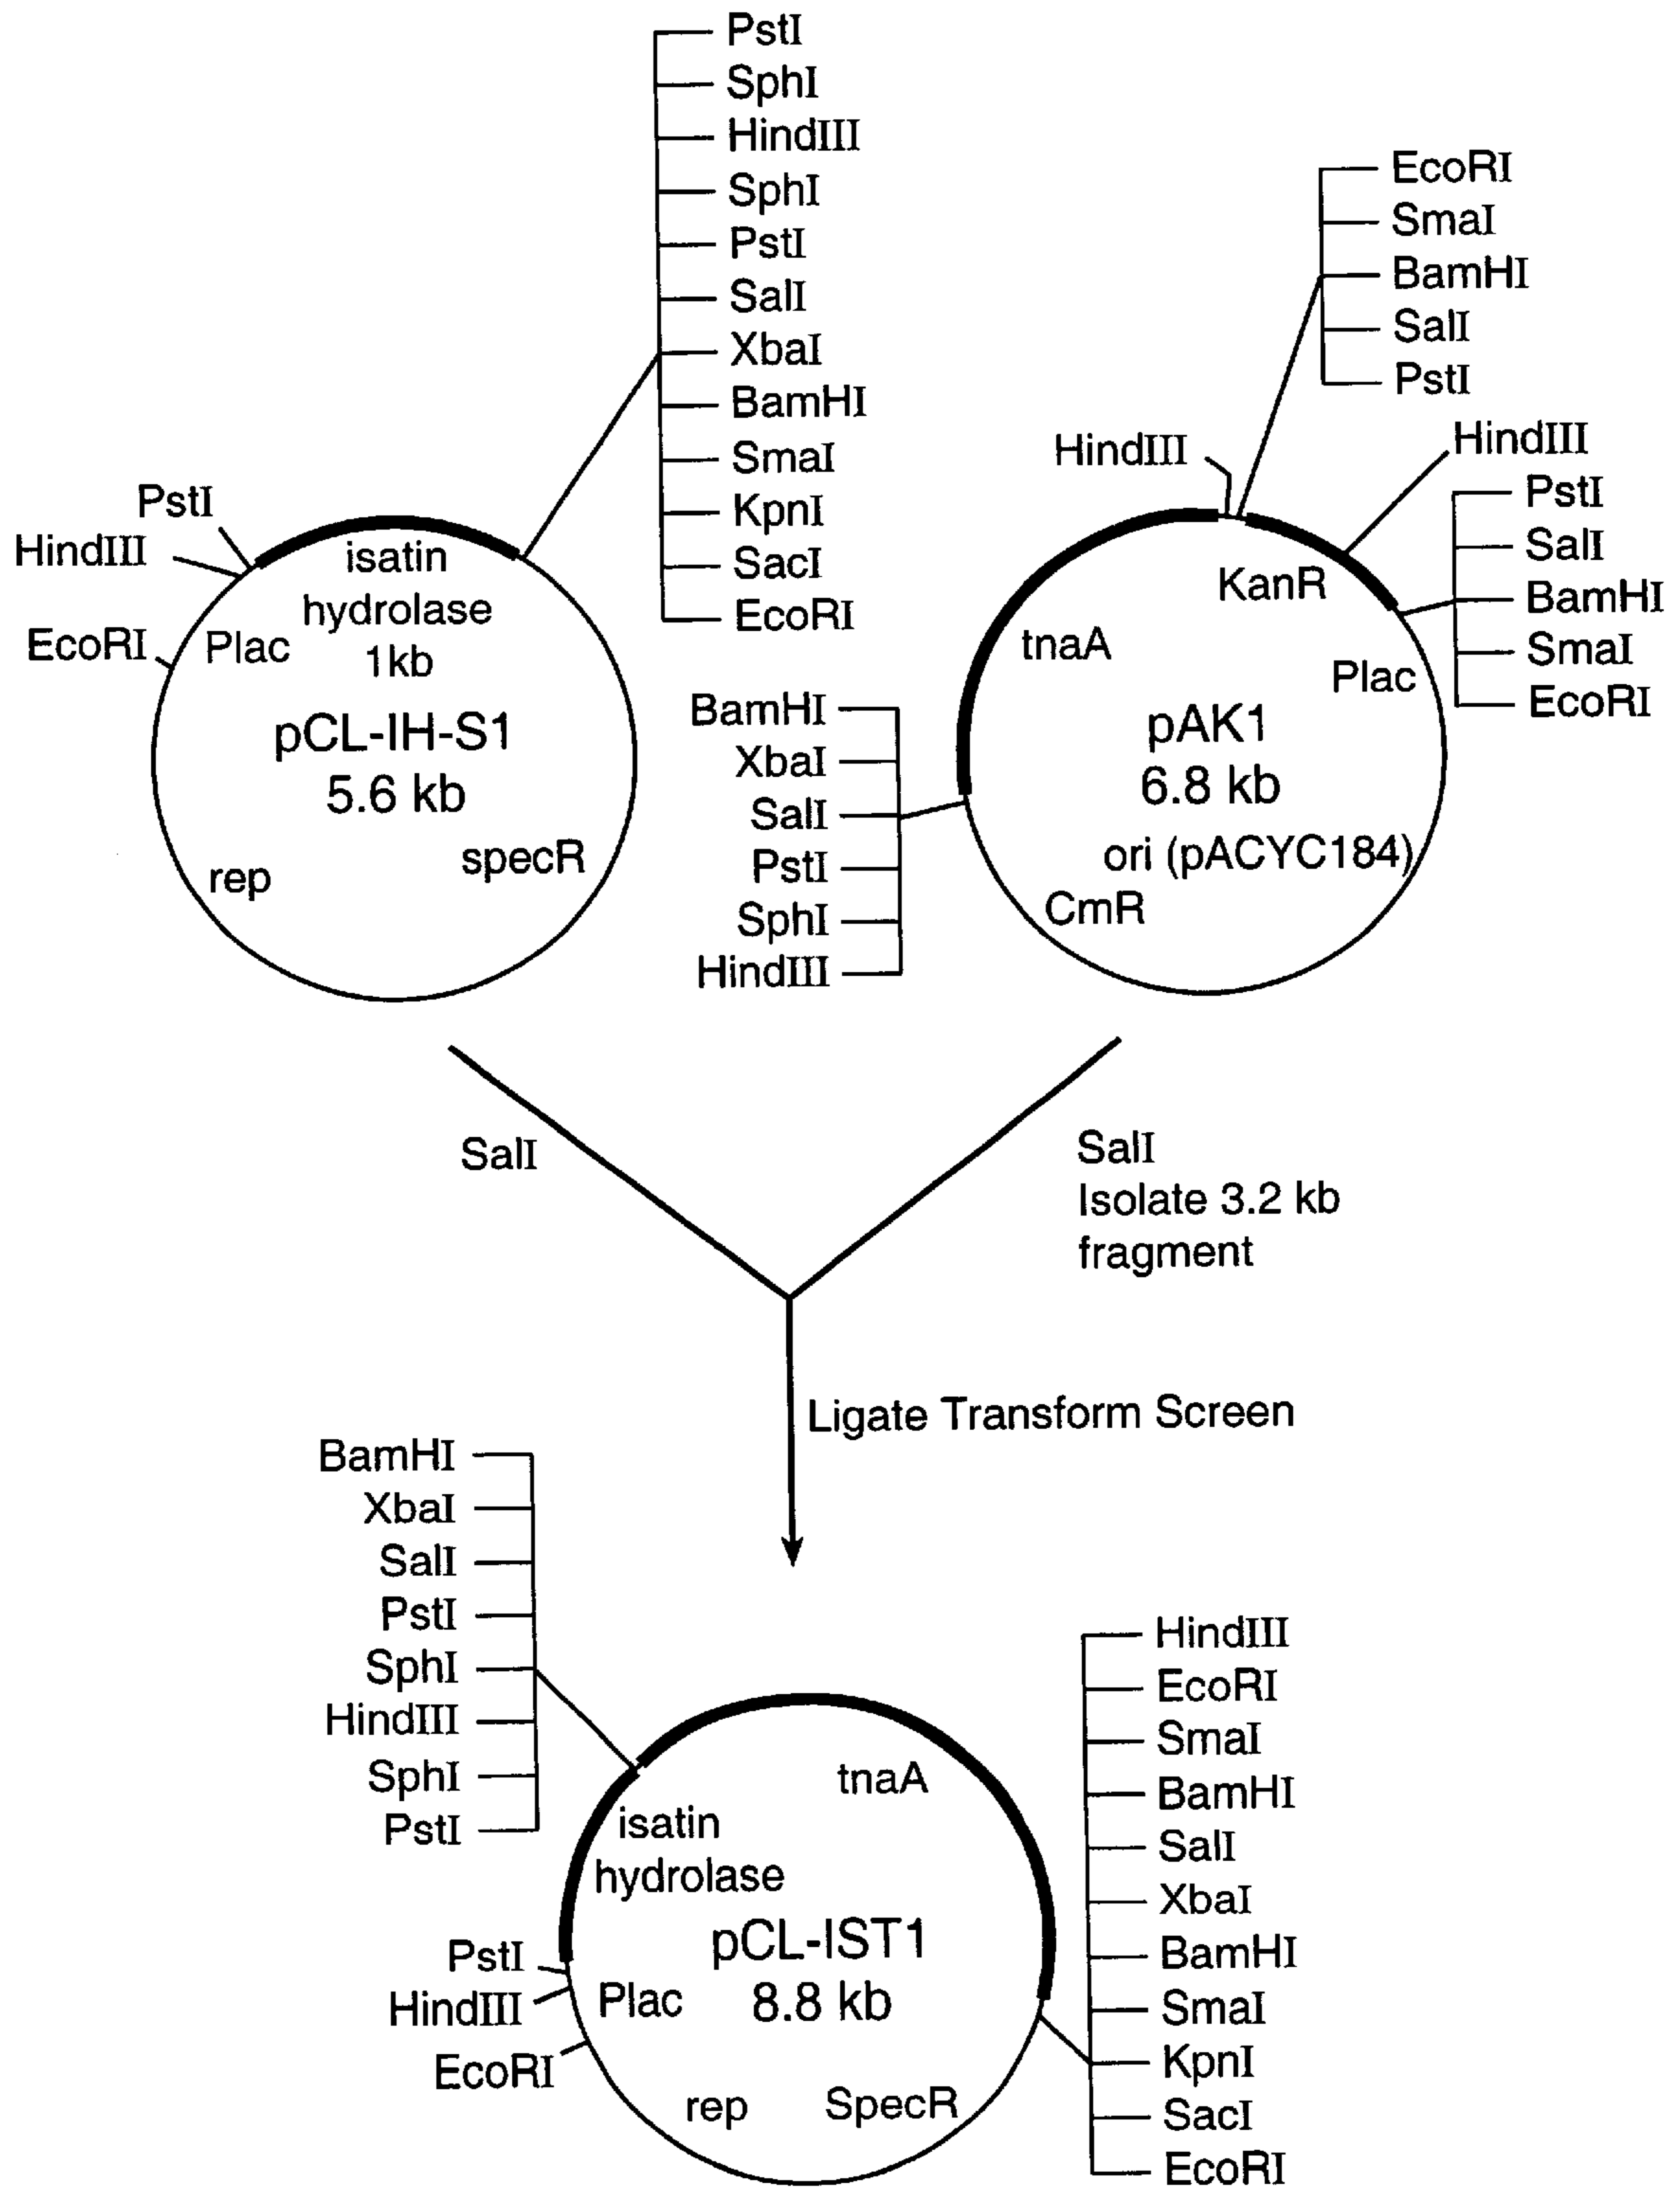 PstI
SphI
HindIII
SphI
PstI
SalI
XbaI
BamHI
SmaI
KpnI
SacI
EcoRI
PstI
HindIII
EcoRI
isatin
hydrolase
1kb
Plac
pCL-IH-S1
5.6 kb
specR
rep
EcoRI
SmaI
BamHI
SalI
PstI
HindIII
HindIII
PstI
SalI
BamHI
SmaI
EcoRI
KanR
tnaA
Plac
pAK1
6.8 kb
ori (pACYC184)
CmR
BamHI
XbaI
SalI
PstI
SphI
HindIII
SalI
SalI
Isolate 3.2 kb
fragment
Ligate Transform Screen
BamHI
XbaI
SalI
PstI
SphI
HindIII
SphI
PstI
HindIII
EcoRI
SmaI
BamHI
SalI
XbaI
BamHI
SmaI
KpnI
SacI
EcoRI
tnaA
isatin
hydrolase
pCL-IST1
8.8 kb
PstI
HindIII
EcoRI
Plac
rep
SpecR